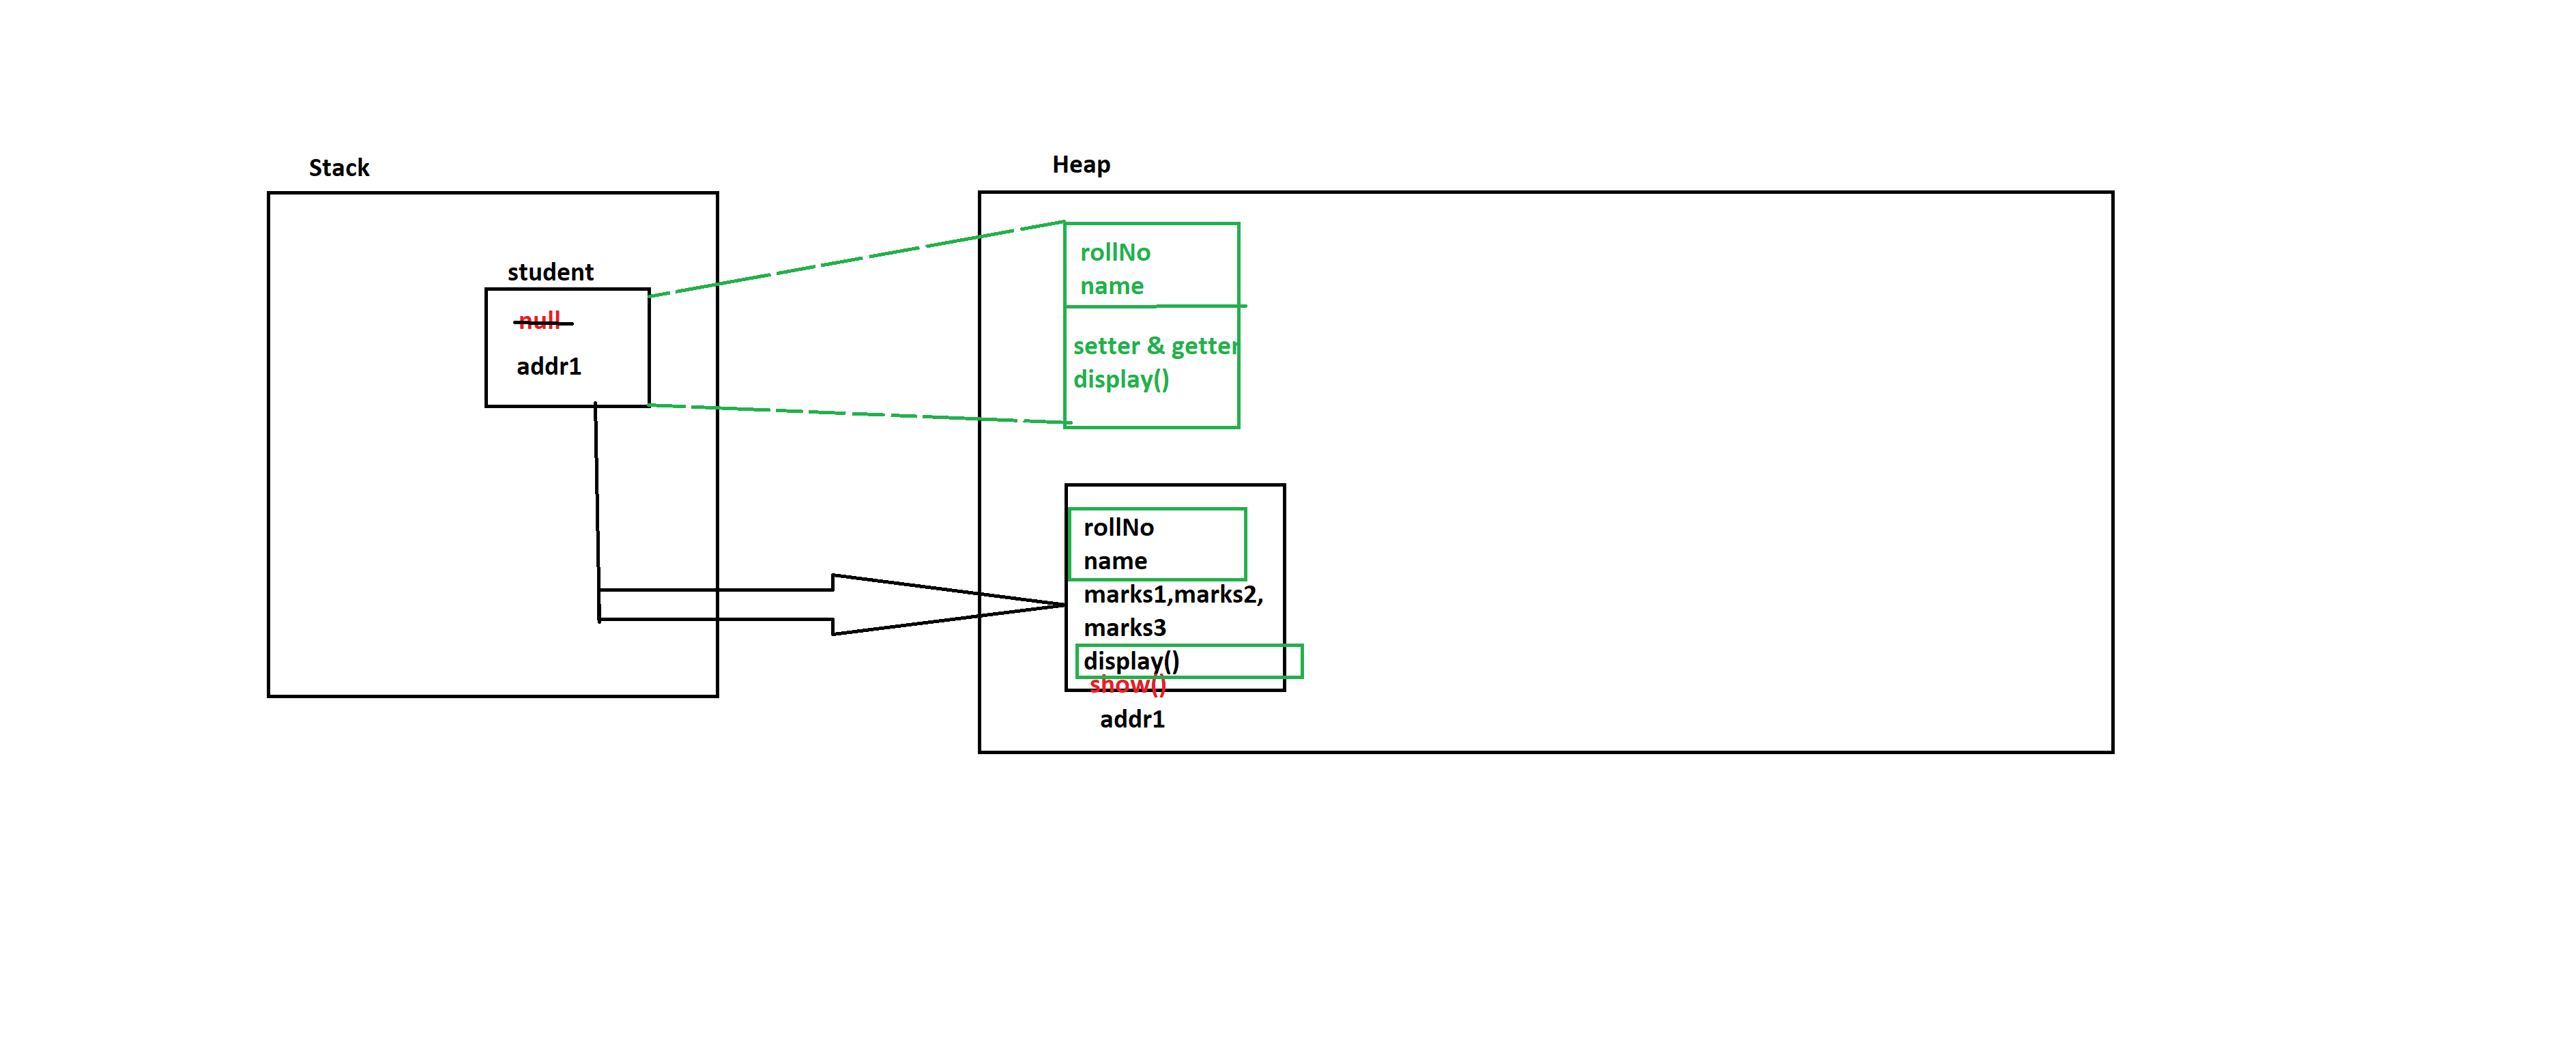 Stack
student
null
addr1
Heap
rollNo
name
setter & getter
display()
rollNo
name
marks1,marks2,
marks3
display()
show()
addr1